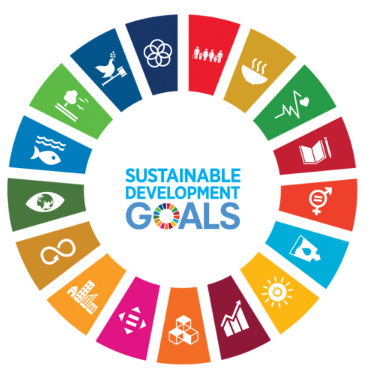 SUSTAINABLE
DEVELOPMENT
GOALS